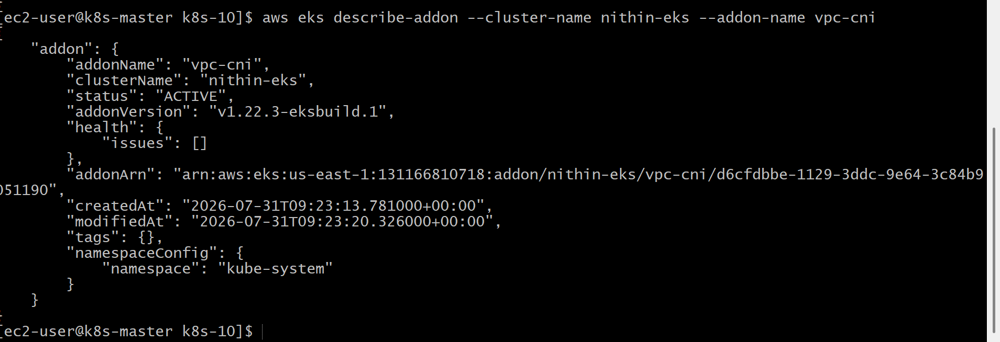 [ec2-user@k8s-master k8s-10]$ aws eks describe-addon --cluster-name nithin-eks --addon-name vpc-cni
{
    "addon": {
        "addonName": "vpc-cni",
        "clusterName": "nithin-eks",
        "status": "ACTIVE",
        "addonVersion": "v1.22.3-eksbuild.1",
        "health": {
            "issues": []
        },
        "addonArn": "arn:aws:eks:us-east-1:131166810718:addon/nithin-eks/vpc-cni/d6cfdbbe-1129-3ddc-9e64-3c84b9
051190",
        "createdAt": "2026-07-31T09:23:13.781000+00:00",
        "modifiedAt": "2026-07-31T09:23:20.326000+00:00",
        "tags": {},
        "namespaceConfig": {
            "namespace": "kube-system"
        }
    }
}
[ec2-user@k8s-master k8s-10]$